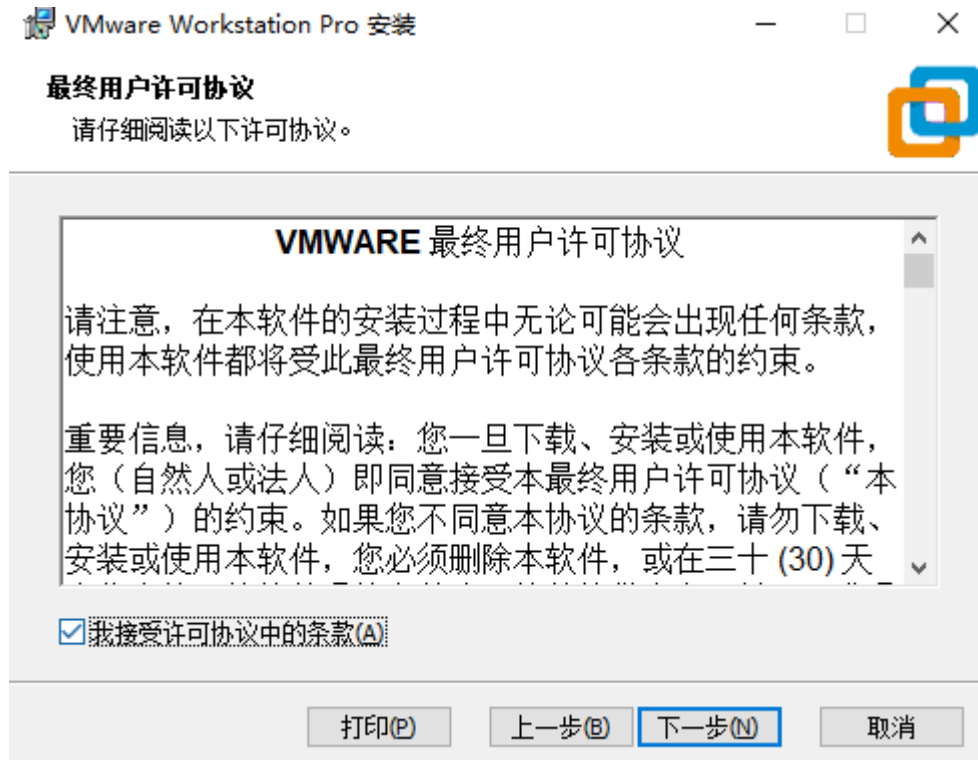 VMware Workstation Pro 安装
最终用户许可协议
请仔细阅读以下许可协议。
VMWARE 最终用户许可协议
请注意，在本软件的安装过程中无论可能会出现任何条款，
使用本软件都将受此最终用户许可协议各条款的约束。
重要信息，请仔细阅读：您一旦下载、安装或使用本软件，
您（自然人或法人）即同意接受本最终用户许可协议（“本
协议”）的约束。如果您不同意本协议的条款，请勿下载、
安装或使用本软件，您必须删除本软件，或在三十 (30) 天
我接受许可协议中的条款(A)
打印(P)
上一步(B)
下一步(N)
取消